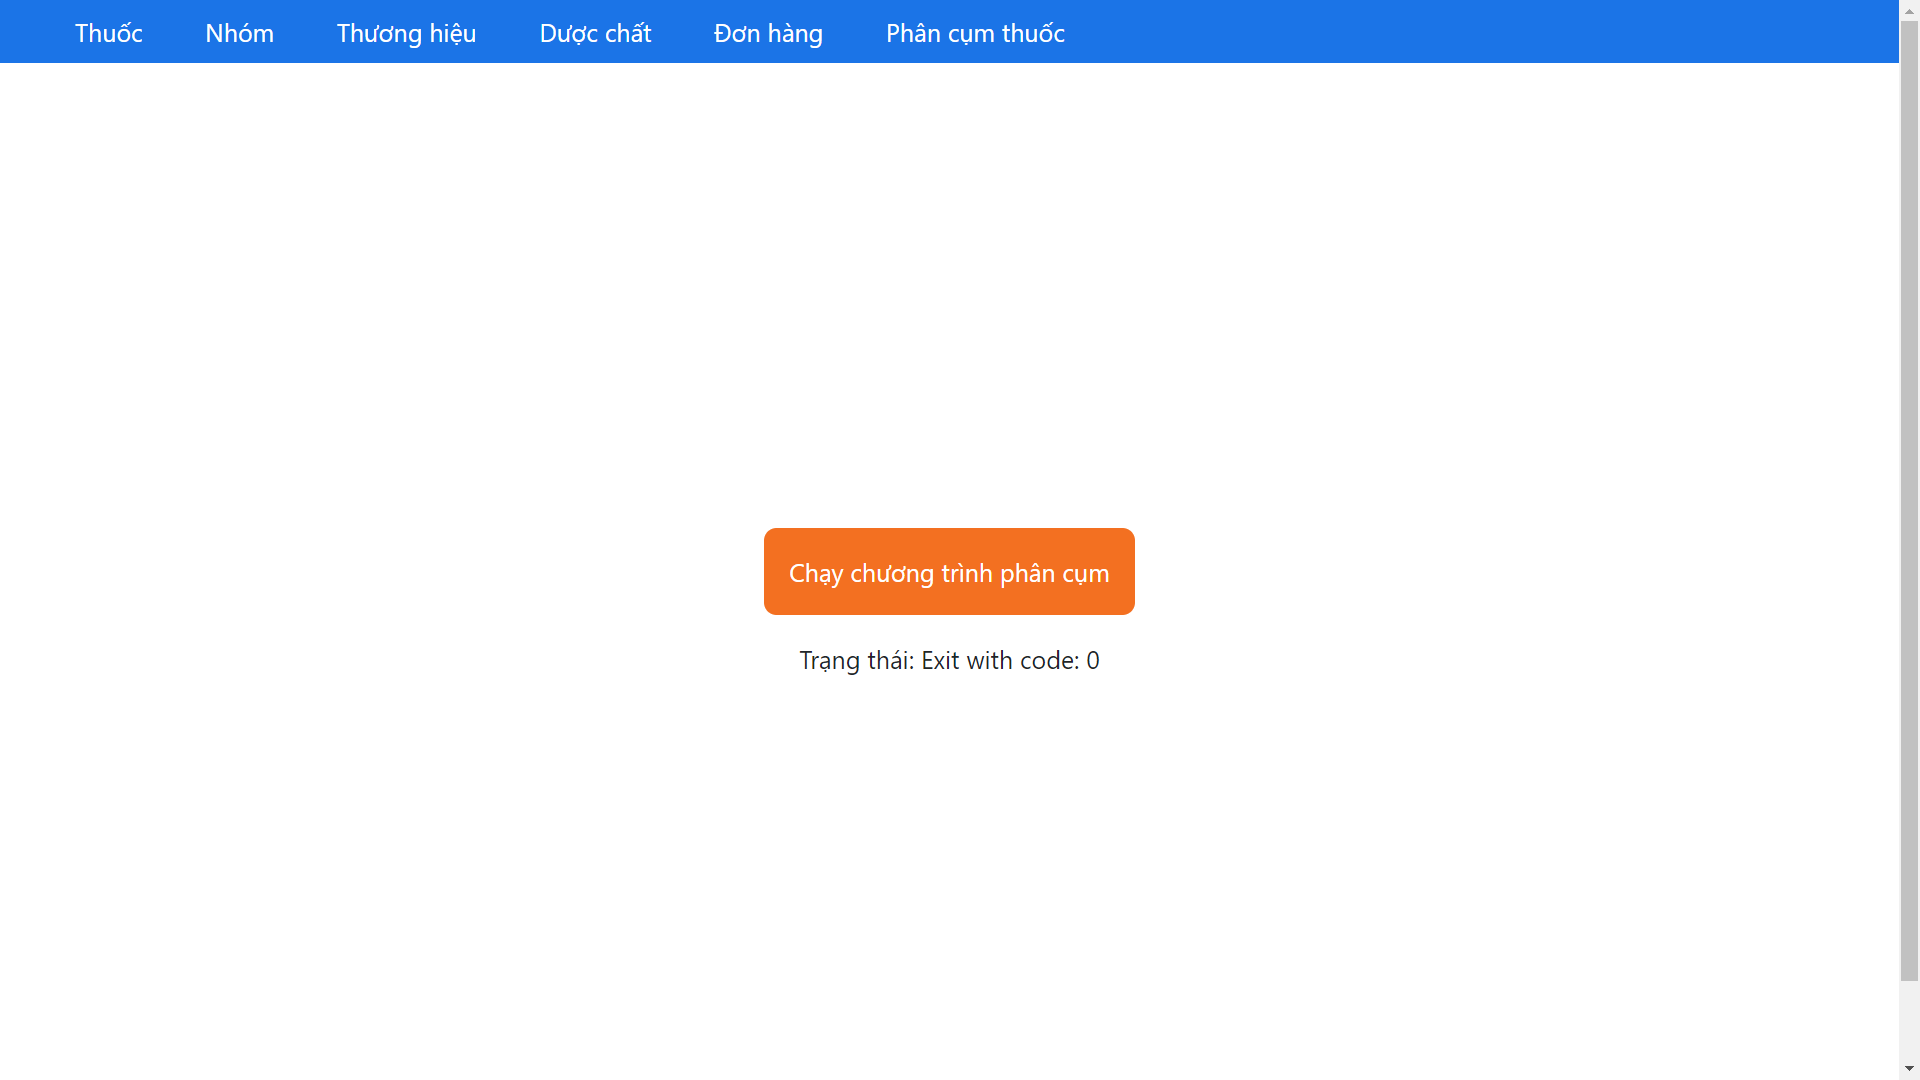 Thuốc Nhóm Thương hiệu Dược chất Đơn hàng Phân cụm thuốc
Chạy chương trình phân cụm
Trạng thái: Exit with code: 0